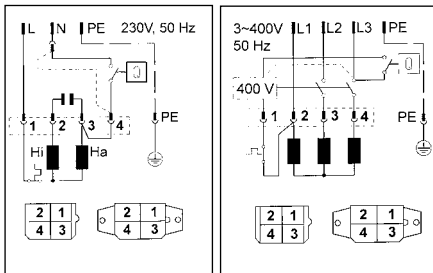 L N PE 230V, 50 Hz
1 2 3 4 PE
Hi Ha
2 1 2 1
4 3 4 3
3~400V L1 L2 L3 PE
50 Hz
400 V
1 2 3 4
PE
2 1 2 1
4 3 4 3